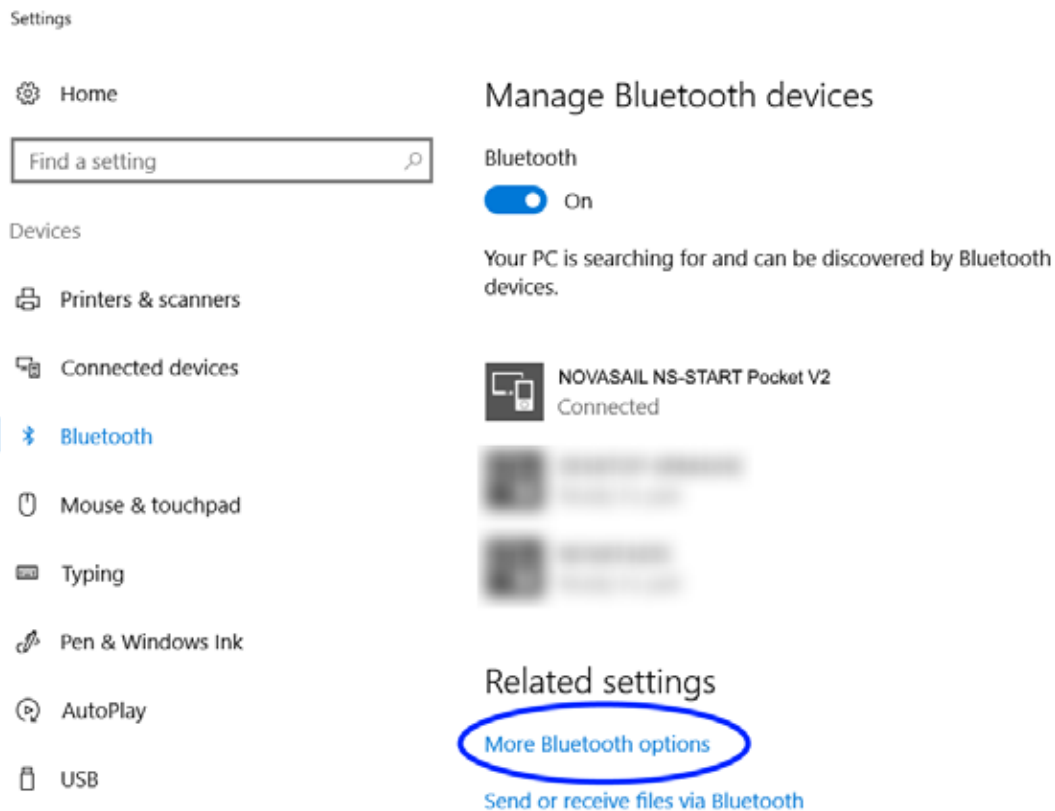 Settings
Home
Find a setting
Devices
Printers & scanners
Connected devices
Bluetooth
Mouse & touchpad
Typing
Pen & Windows Ink
AutoPlay
USB
Manage Bluetooth devices
Bluetooth
On
Your PC is searching for and can be discovered by Bluetooth
devices.
NOVASAIL NS-START Pocket V2
Connected
Related settings
More Bluetooth options
Send or receive files via Bluetooth